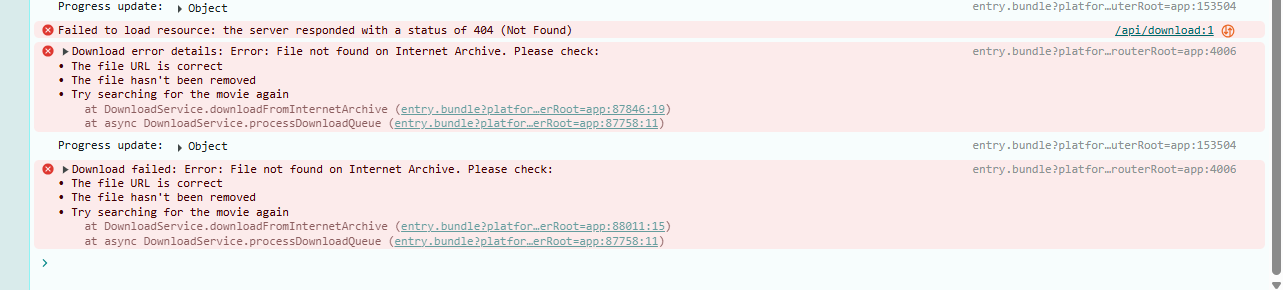 Progress update: ▶ Object entry.bundle?platfor…uterRoot=app:153504
Failed to load resource: the server responded with a status of 404 (Not Found) /api/download:1
▶Download error details: Error: File not found on Internet Archive. Please check: entry.bundle?platfor…routerRoot=app:4006
• The file URL is correct
• The file hasn't been removed
• Try searching for the movie again
at DownloadService.downloadFromInternetArchive (entry.bundle?platfor…erRoot=app:87846:19)
at async DownloadService.processDownloadQueue (entry.bundle?platfor…erRoot=app:87758:11)
Progress update: ▶ Object entry.bundle?platfor…uterRoot=app:153504
▶Download failed: Error: File not found on Internet Archive. Please check: entry.bundle?platfor…routerRoot=app:4006
• The file URL is correct
• The file hasn't been removed
• Try searching for the movie again
at DownloadService.downloadFromInternetArchive (entry.bundle?platfor…erRoot=app:88011:15)
at async DownloadService.processDownloadQueue (entry.bundle?platfor…erRoot=app:87758:11)